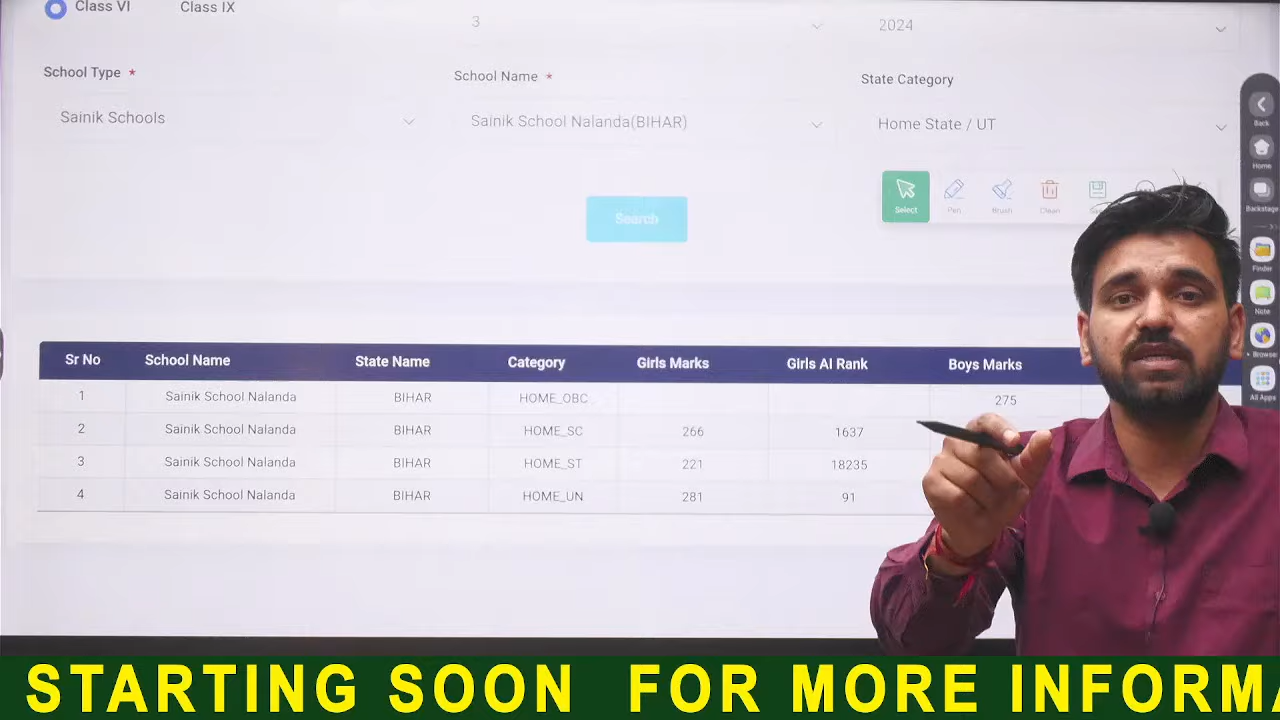 Class VI Class IX
3 2024
School Type * School Name * State Category
Sainik Schools Sainik School Nalanda(BIHAR) Home State / UT
Back
Home
Select Pen Brush Clean
Backstage
Search
Finder
Note
Sr No School Name State Name Category Girls Marks Girls AI Rank Boys Marks
Browse
1 Sainik School Nalanda BIHAR HOME_OBC 275
All Apps
2 Sainik School Nalanda BIHAR HOME_SC 266 1637
3 Sainik School Nalanda BIHAR HOME_ST 221 18235
4 Sainik School Nalanda BIHAR HOME_UN 281 91
STARTING SOON FOR MORE INFORMA